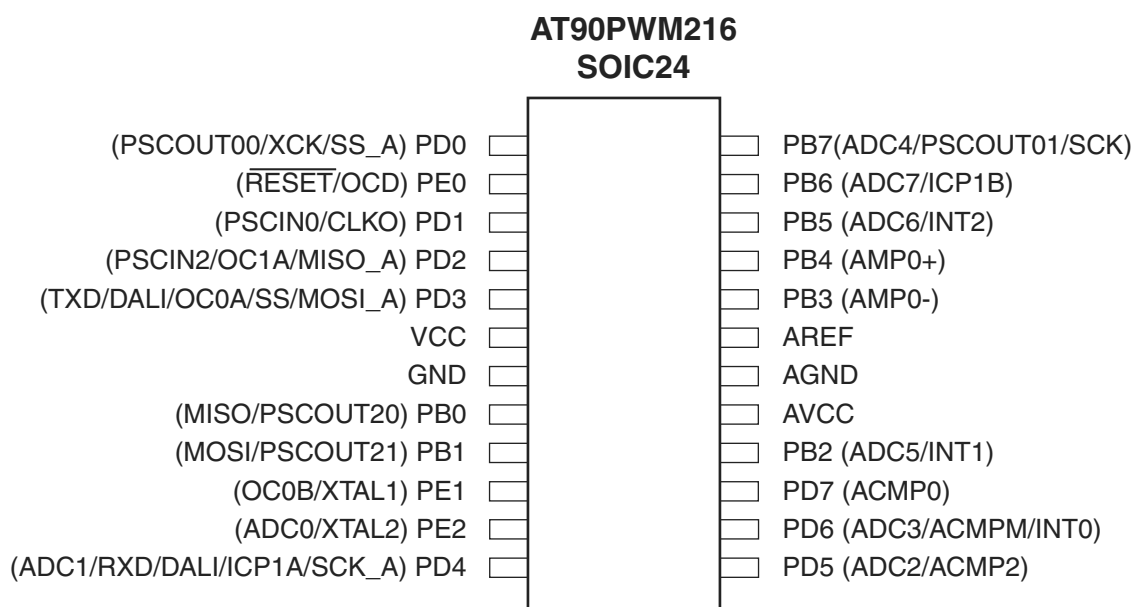 AT90PWM216
SOIC24
(PSCOUT00/XCK/SS_A) PD0
(RESET/OCD) PE0
(PSCIN0/CLKO) PD1
(PSCIN2/OC1A/MISO_A) PD2
(TXD/DALI/OC0A/SS/MOSI_A) PD3
VCC
GND
(MISO/PSCOUT20) PB0
(MOSI/PSCOUT21) PB1
(OC0B/XTAL1) PE1
(ADC0/XTAL2) PE2
(ADC1/RXD/DALI/ICP1A/SCK_A) PD4
PB7(ADC4/PSCOUT01/SCK)
PB6 (ADC7/ICP1B)
PB5 (ADC6/INT2)
PB4 (AMP0+)
PB3 (AMP0-)
AREF
AGND
AVCC
PB2 (ADC5/INT1)
PD7 (ACMP0)
PD6 (ADC3/ACMPM/INT0)
PD5 (ADC2/ACMP2)